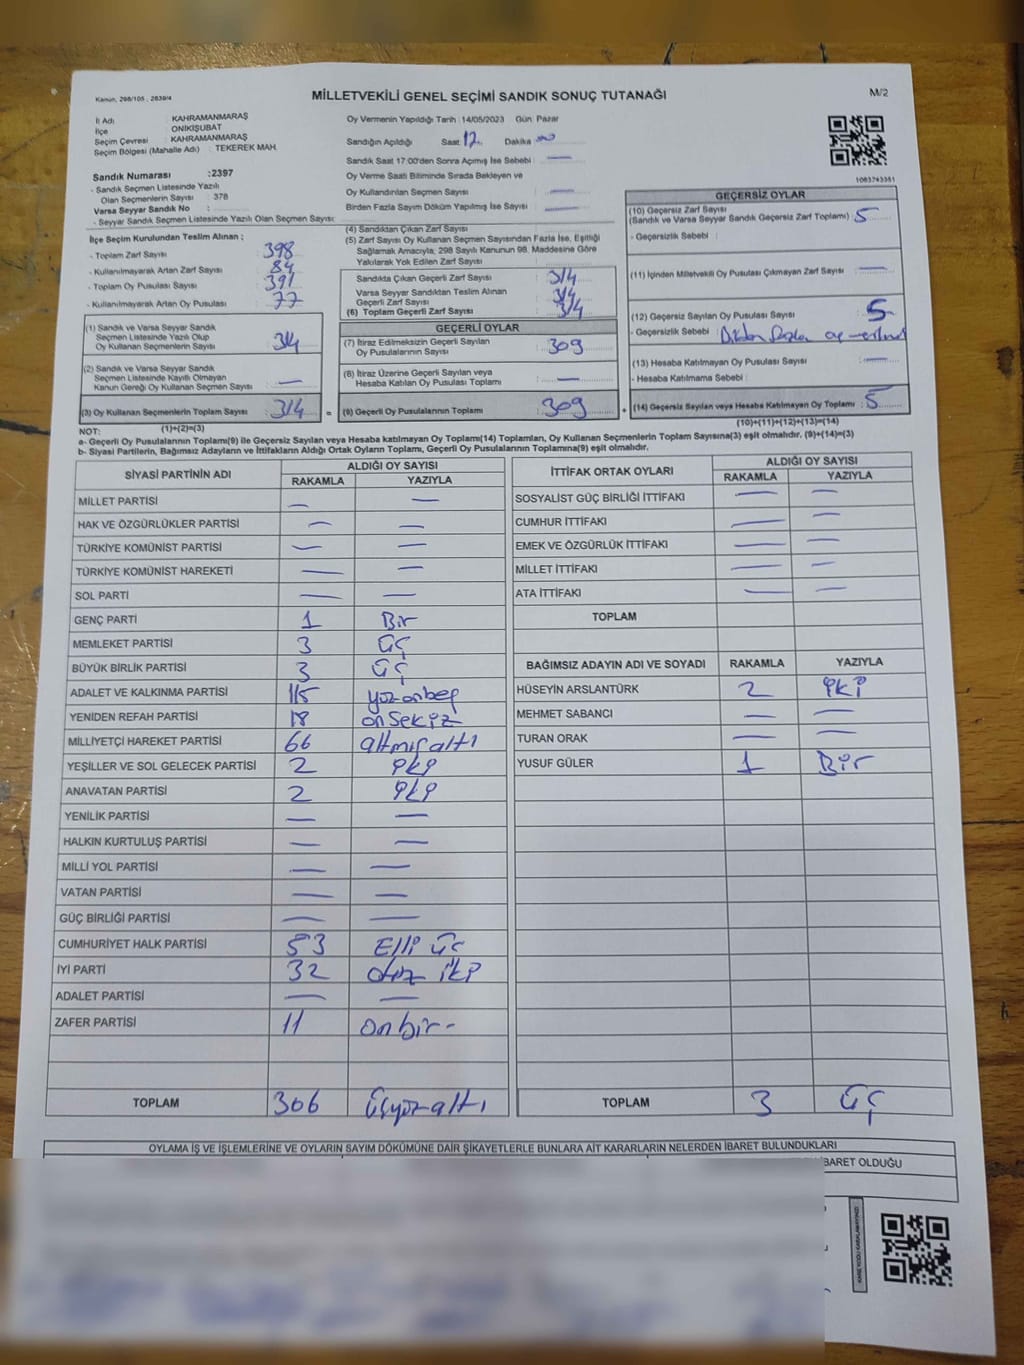 Kanun, 298/105 , 2839/4
MİLLETVEKİLİ GENEL SEÇİMİ SANDIK SONUÇ TUTANAĞI
M/2
İl Adı : KAHRAMANMARAŞ
İlçe : ONİKİŞUBAT
Seçim Çevresi : KAHRAMANMARAŞ
Seçim Bölgesi (Mahalle Adı) : TEKEREK MAH.
Sandık Numarası :2397
- Sandık Seçmen Listesinde Yazılı
Olan Seçmenlerin Sayısı : 378
Varsa Seyyar Sandık No :
- Seyyar Sandık Seçmen Listesinde Yazılı Olan Seçmen Sayısı:
Oy Vermenin Yapıldığı Tarih : 14/05/2023 Gün: Pazar
Sandığın Açıldığı Saat 12 Dakika
Sandık Saat 17:00'den Sonra Açılmış İse Sebebi : —
Oy Verme Saati Bitiminde Sırada Bekleyen ve
Oy Kullandırılan Seçmen Sayısı : —
Birden Fazla Sayım Döküm Yapılmış İse Sayısı : —
1083743351
İlçe Seçim Kurulundan Teslim Alınan ;
- Toplam Zarf Sayısı : 398
- Kullanılmayarak Artan Zarf Sayısı : 84
- Toplam Oy Pusulası : 391
- Kullanılmayarak Artan Oy Pusulası : 77
(1) Sandık ve Varsa Seyyar Sandık
Seçmen Listesinde Yazılı Olup
Oy Kullanan Seçmenlerin Sayısı : 314
(2) Sandık ve Varsa Seyyar Sandık
Seçmen Listesinde Kayıtlı Olmayan
Kanun Gereği Oy Kullanan Seçmen Sayısı : —
(3) Oy Kullanan Seçmenlerin Toplam Sayısı : 314
(1)+(2)=(3)
(4) Sandıktan Çıkan Zarf Sayısı :
(5) Zarf Sayısı Oy Kullanan Seçmen Sayısından Fazla İse, Eşitliği
Sağlamak Amacıyla, 298 Sayılı Kanunun 98. Maddesine Göre
Yakılarak Yok Edilen Zarf Sayısı :
Sandıkta Çıkan Geçerli Zarf Sayısı : 314
Varsa Seyyar Sandıktan Teslim Alınan
Geçerli Zarf Sayısı : 314
(6) Toplam Geçerli Zarf Sayısı : 314
GEÇERLİ OYLAR
(7) İtiraz Edilmeksizin Geçerli Sayılan
Oy Pusulalarının Sayısı : 309
(8) İtiraz Üzerine Geçerli Sayılan veya
Hesaba Katılan Oy Pusulası Toplamı : —
= (9) Geçerli Oy Pusulalarının Toplamı : 309
GEÇERSİZ OYLAR
(10) Geçersiz Zarf Sayısı
(Sandık ve Varsa Seyyar Sandık Geçersiz Zarf Toplamı) : 5
- Geçersizlik Sebebi :
(11) İçinden Milletvekili Oy Pusulası Çıkmayan Zarf Sayısı : —
(12) Geçersiz Sayılan Oy Pusulası Sayısı : 5
- Geçersizlik Sebebi :
(13) Hesaba Katılmayan Oy Pusulası Sayısı : —
- Hesaba Katılmama Sebebi :
+ (14) Geçersiz Sayılan veya Hesaba Katılmayan Oy Toplamı : 5
(10)+(11)+(12)+(13)=(14)
NOT:
a- Geçerli Oy Pusulalarının Toplamı(9) ile Geçersiz Sayılan veya Hesaba katılmayan Oy Toplamı(14) Toplamları, Oy Kullanan Seçmenlerin Toplam Sayısına(3) eşit olmalıdır. (9)+(14)=(3)
b- Siyasi Partilerin, Bağımsız Adayların ve İttifakların Aldığı Ortak Oyların Toplamı, Geçerli Oy Pusulalarının Toplamına(9) eşit olmalıdır.
SİYASİ PARTİNİN ADI ALDIĞI OY SAYISI
RAKAMLA YAZIYLA
MİLLET PARTİSİ — —
HAK VE ÖZGÜRLÜKLER PARTİSİ — —
TÜRKİYE KOMÜNİST PARTİSİ — —
TÜRKİYE KOMÜNİST HAREKETİ — —
SOL PARTİ — —
GENÇ PARTİ 1 Bir
MEMLEKET PARTİSİ 3 üç
BÜYÜK BİRLİK PARTİSİ 3 üç
ADALET VE KALKINMA PARTİSİ 115 yüzonbeş
YENİDEN REFAH PARTİSİ 18 onsekiz
MİLLİYETÇİ HAREKET PARTİSİ 66 altmışaltı
YEŞİLLER VE SOL GELECEK PARTİSİ 2 iki
ANAVATAN PARTİSİ 2 iki
YENİLİK PARTİSİ — —
HALKIN KURTULUŞ PARTİSİ — —
MİLLİ YOL PARTİSİ — —
VATAN PARTİSİ — —
GÜÇ BİRLİĞİ PARTİSİ — —
CUMHURİYET HALK PARTİSİ 53 Elli üç
İYİ PARTİ 32 otuz iki
ADALET PARTİSİ — —
ZAFER PARTİSİ 11 onbir -
TOPLAM 306 üçyüzaltı
İTTİFAK ORTAK OYLARI ALDIĞI OY SAYISI
RAKAMLA YAZIYLA
SOSYALİST GÜÇ BİRLİĞİ İTTİFAKI — —
CUMHUR İTTİFAKI — —
EMEK VE ÖZGÜRLÜK İTTİFAKI — —
MİLLET İTTİFAKI — —
ATA İTTİFAKI — —
TOPLAM
BAĞIMSIZ ADAYIN ADI VE SOYADI RAKAMLA YAZIYLA
HÜSEYİN ARSLANTÜRK 2 iki
MEHMET SABANCI — —
TURAN ORAK — —
YUSUF GÜLER 1 Bir
TOPLAM 3 üç
OYLAMA İŞ VE İŞLEMLERİNE VE OYLARIN SAYIM DÖKÜMÜNE DAİR ŞİKAYETLERLE BUNLARA AİT KARARLARIN NELERDEN İBARET BULUNDUKLARI
İBARET OLDUĞU